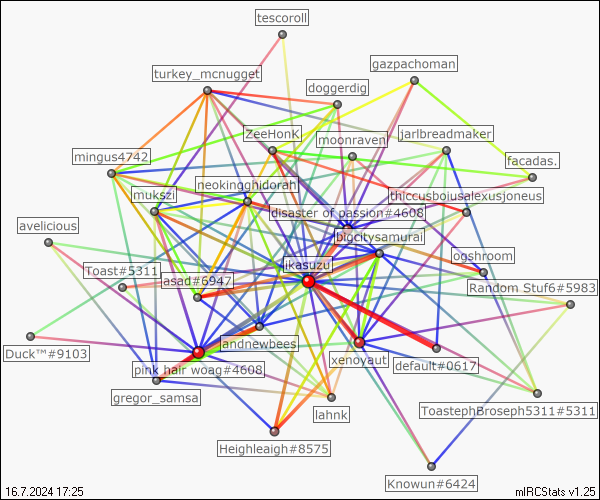 tescoroll
gazpachoman
turkey_mcnugget
doggerdig
ZeeHonK
moonraven
jarlbreadmaker
mingus4742
facadas.
neokingghidorah
mukszi
thiccusboiusalexusjoneus
disaster of passion#4608
avelicious
bigcitysamurai
ikasuzu
ogshroom
Toast#5311
asad#6947
Random Stuf6#5983
andnewbees
Duck™#9103
xenoyaut
default#0617
pink hair woag#4608
gregor_samsa
lahnk
ToastephBroseph5311#5311
Heighleaigh#8575
Knowun#6424
16.7.2024 17:25
mIRCStats v1.25